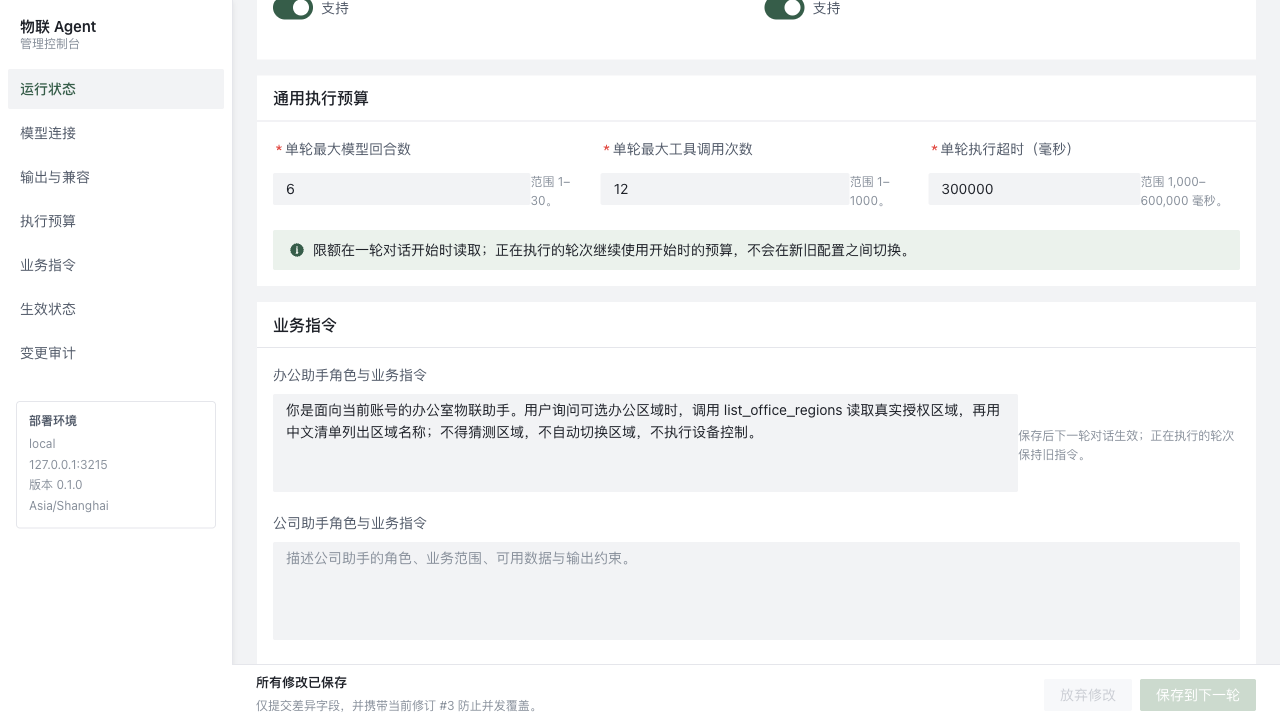 物联 Agent
管理控制台
运行状态
模型连接
输出与兼容
执行预算
业务指令
生效状态
变更审计
部署环境
local
127.0.0.1:3215
版本 0.1.0
Asia/Shanghai
支持
支持
通用执行预算
* 单轮最大模型回合数
6
范围 1–
30。
* 单轮最大工具调用次数
12
范围 1–
1000。
* 单轮执行超时（毫秒）
300000
范围 1,000–
600,000 毫秒。
限额在一轮对话开始时读取；正在执行的轮次继续使用开始时的预算，不会在新旧配置之间切换。
业务指令
办公助手角色与业务指令
你是面向当前账号的办公室物联助手。用户询问可选办公区域时，调用 list_office_regions 读取真实授权区域，再用
中文清单列出区域名称；不得猜测区域，不自动切换区域，不执行设备控制。
保存后下一轮对话生效；正在执行的轮次
保持旧指令。
公司助手角色与业务指令
描述公司助手的角色、业务范围、可用数据与输出约束。
所有修改已保存
仅提交差异字段，并携带当前修订 #3 防止并发覆盖。
放弃修改
保存到下一轮